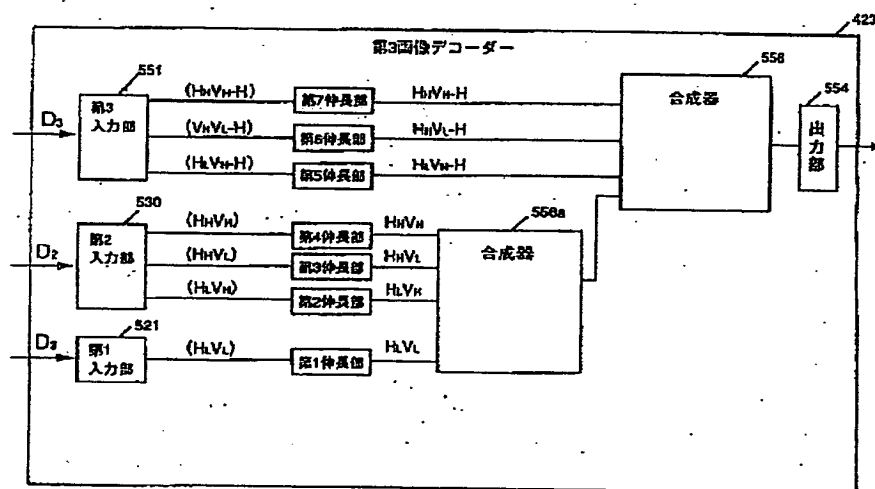 423
第3画像デコーダー
551
556
554
第3
入力部
D3
(HHVH-H)
第7伸長部
HHVH-H
(VHVL-H)
第6伸長部
HHVL-H
(HLVH-H)
第5伸長部
HLVH-H
合成器
出力部
530
第2
入力部
D2
(HHVH)
第4伸長部
HHVH
(HHVL)
第3伸長部
HHVL
(HLVH)
第2伸長部
HLVH
556a
合成器
521
第1
入力部
(HLVL)
第1伸長部
HLVL